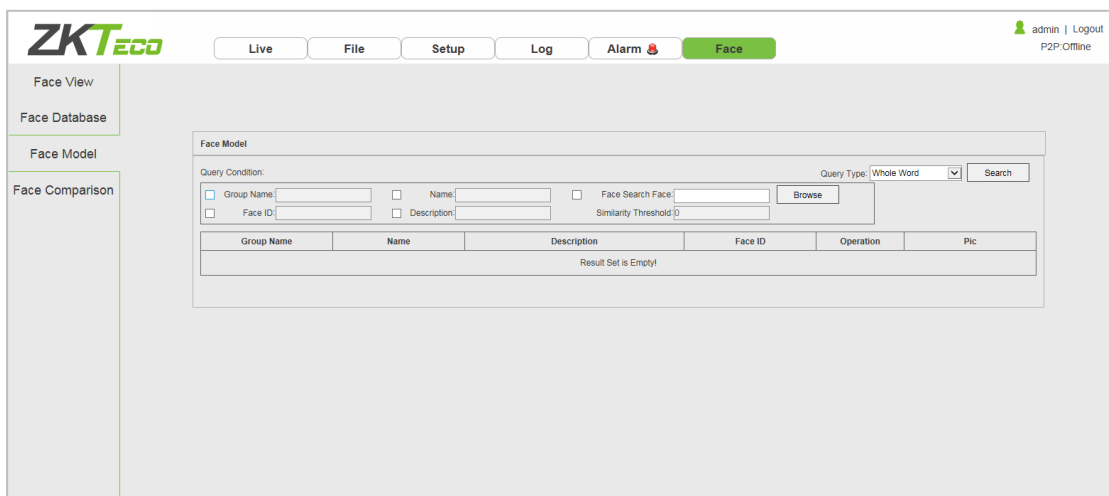 ZKTECO
admin | Logout
P2P:Offline
Live File Setup Log Alarm Face
Face View
Face Database
Face Model
Face Comparison
Face Model
Query Condition:
Query Type: Whole Word Search
Group Name: Name: Face Search Face: Browse
Face ID: Description: Similarity Threshold: 0
Group Name Name Description Face ID Operation Pic
Result Set is Empty!